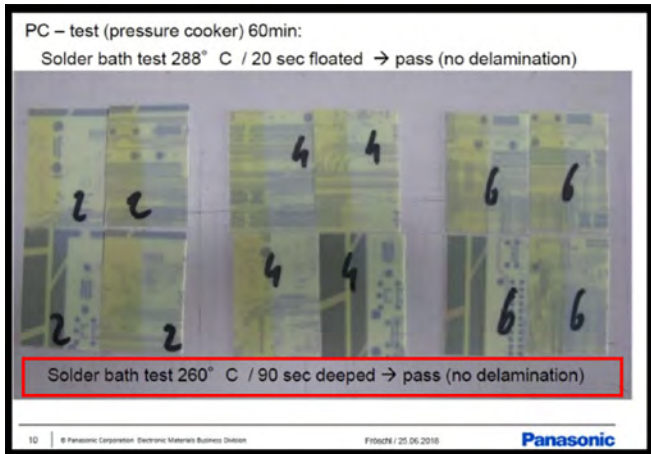 PC – test (pressure cooker) 60min:
Solder bath test 288° C / 20 sec floated → pass (no delamination)
2 2 4 4 6 6
2 2 4 4 6 6
Solder bath test 260° C / 90 sec deeped → pass (no delamination)
10 © Panasonic Corporation Electronic Materials Business Division Fröschl / 25.06.2018 Panasonic